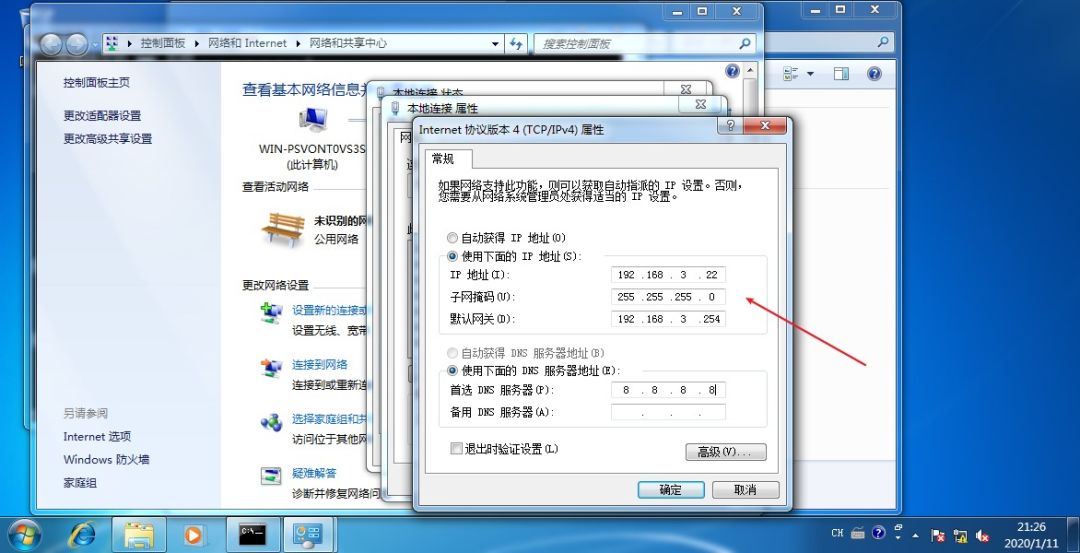 控制面板 网络和 Internet 网络和共享中心
搜索控制面板
控制面板主页
更改适配器设置
更改高级共享设置
另请参阅
Internet 选项
Windows 防火墙
家庭组
查看基本网络信息
WIN-PSVONT0VS3S
(此计算机)
查看活动网络
未识别的网
公用网络
更改网络设置
设置新的连接或
设置无线、宽带
连接到网络
连接到或重新连
选择家庭组和共
访问位于其他网
疑难解答
诊断并修复网络问
本地连接 状态
本地连接 属性
Internet 协议版本 4 (TCP/IPv4) 属性
常规
如果网络支持此功能,则可以获取自动指派的 IP 设置。否则,
您需要从网络系统管理员处获得适当的 IP 设置。
自动获得 IP 地址(O)
使用下面的 IP 地址(S):
IP 地址(I): 192 .168 . 3 . 22
子网掩码(U): 255 .255 .255 . 0
默认网关(D): 192 .168 . 3 .254
自动获得 DNS 服务器地址(B)
使用下面的 DNS 服务器地址(E):
首选 DNS 服务器(P): 8 . 8 . 8 . 8
备用 DNS 服务器(A): . . .
退出时验证设置(L)
高级(V)...
确定
取消
C:\.
CH
21:26
2020/1/11